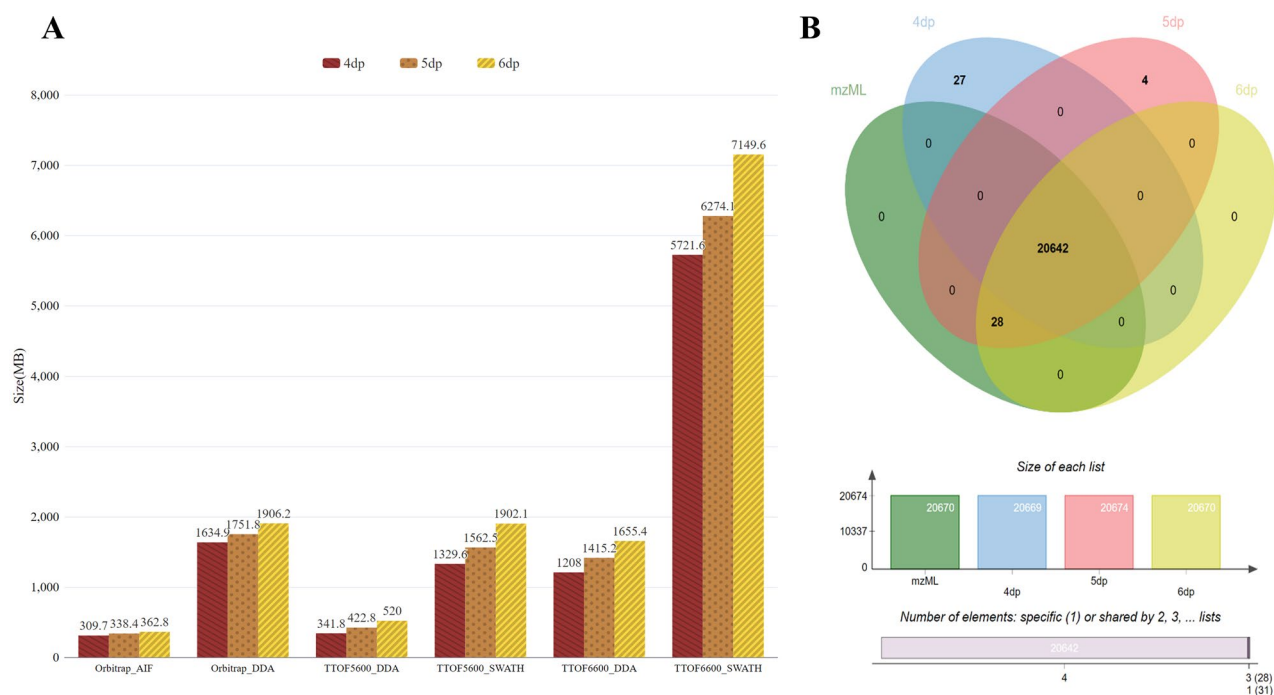 A
4dp 5dp 6dp
8,000
7,000
6,000
5,000
4,000
3,000
2,000
1,000
0
Size(MB)
309.7 338.4 362.8
1634.9 1751.8 1906.2
341.8 422.8 520
1329.6 1562.5 1902.1
1208 1415.2 1655.4
5721.6 6274.1 7149.6
Orbitrap_AIF Orbitrap_DDA TTOF5600_DDA TTOF5600_SWATH TTOF6600_DDA TTOF6600_SWATH
B
4dp 5dp
mzML 6dp
27 4
0
0 0
0 0
0 0
20642
0 0
28 0
0
Size of each list
20674
10337
0
20670 20669 20674 20670
mzML 4dp 5dp 6dp
Number of elements: specific (1) or shared by 2, 3, ... lists
20642
4 3 (28)
1 (31)